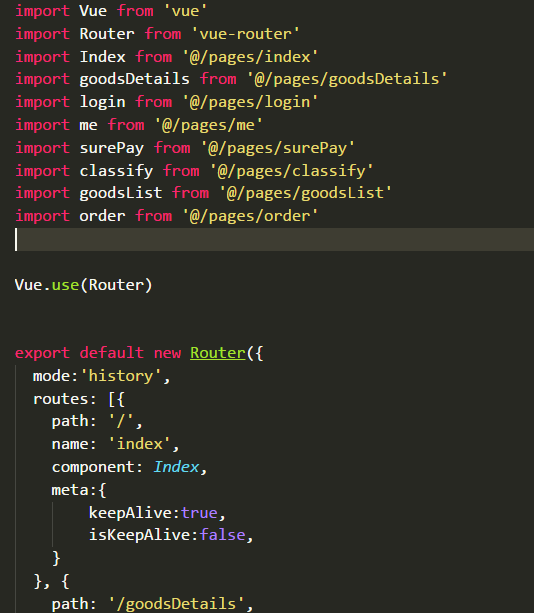 import Vue from 'vue'
import Router from 'vue-router'
import Index from '@/pages/index'
import goodsDetails from '@/pages/goodsDetails'
import login from '@/pages/login'
import me from '@/pages/me'
import surePay from '@/pages/surePay'
import classify from '@/pages/classify'
import goodsList from '@/pages/goodsList'
import order from '@/pages/order'
Vue.use(Router)
export default new Router({
mode:'history',
routes: [{
path: '/',
name: 'index',
component: Index,
meta:{
keepAlive:true,
isKeepAlive:false,
}
}, {
path: '/goodsDetails',